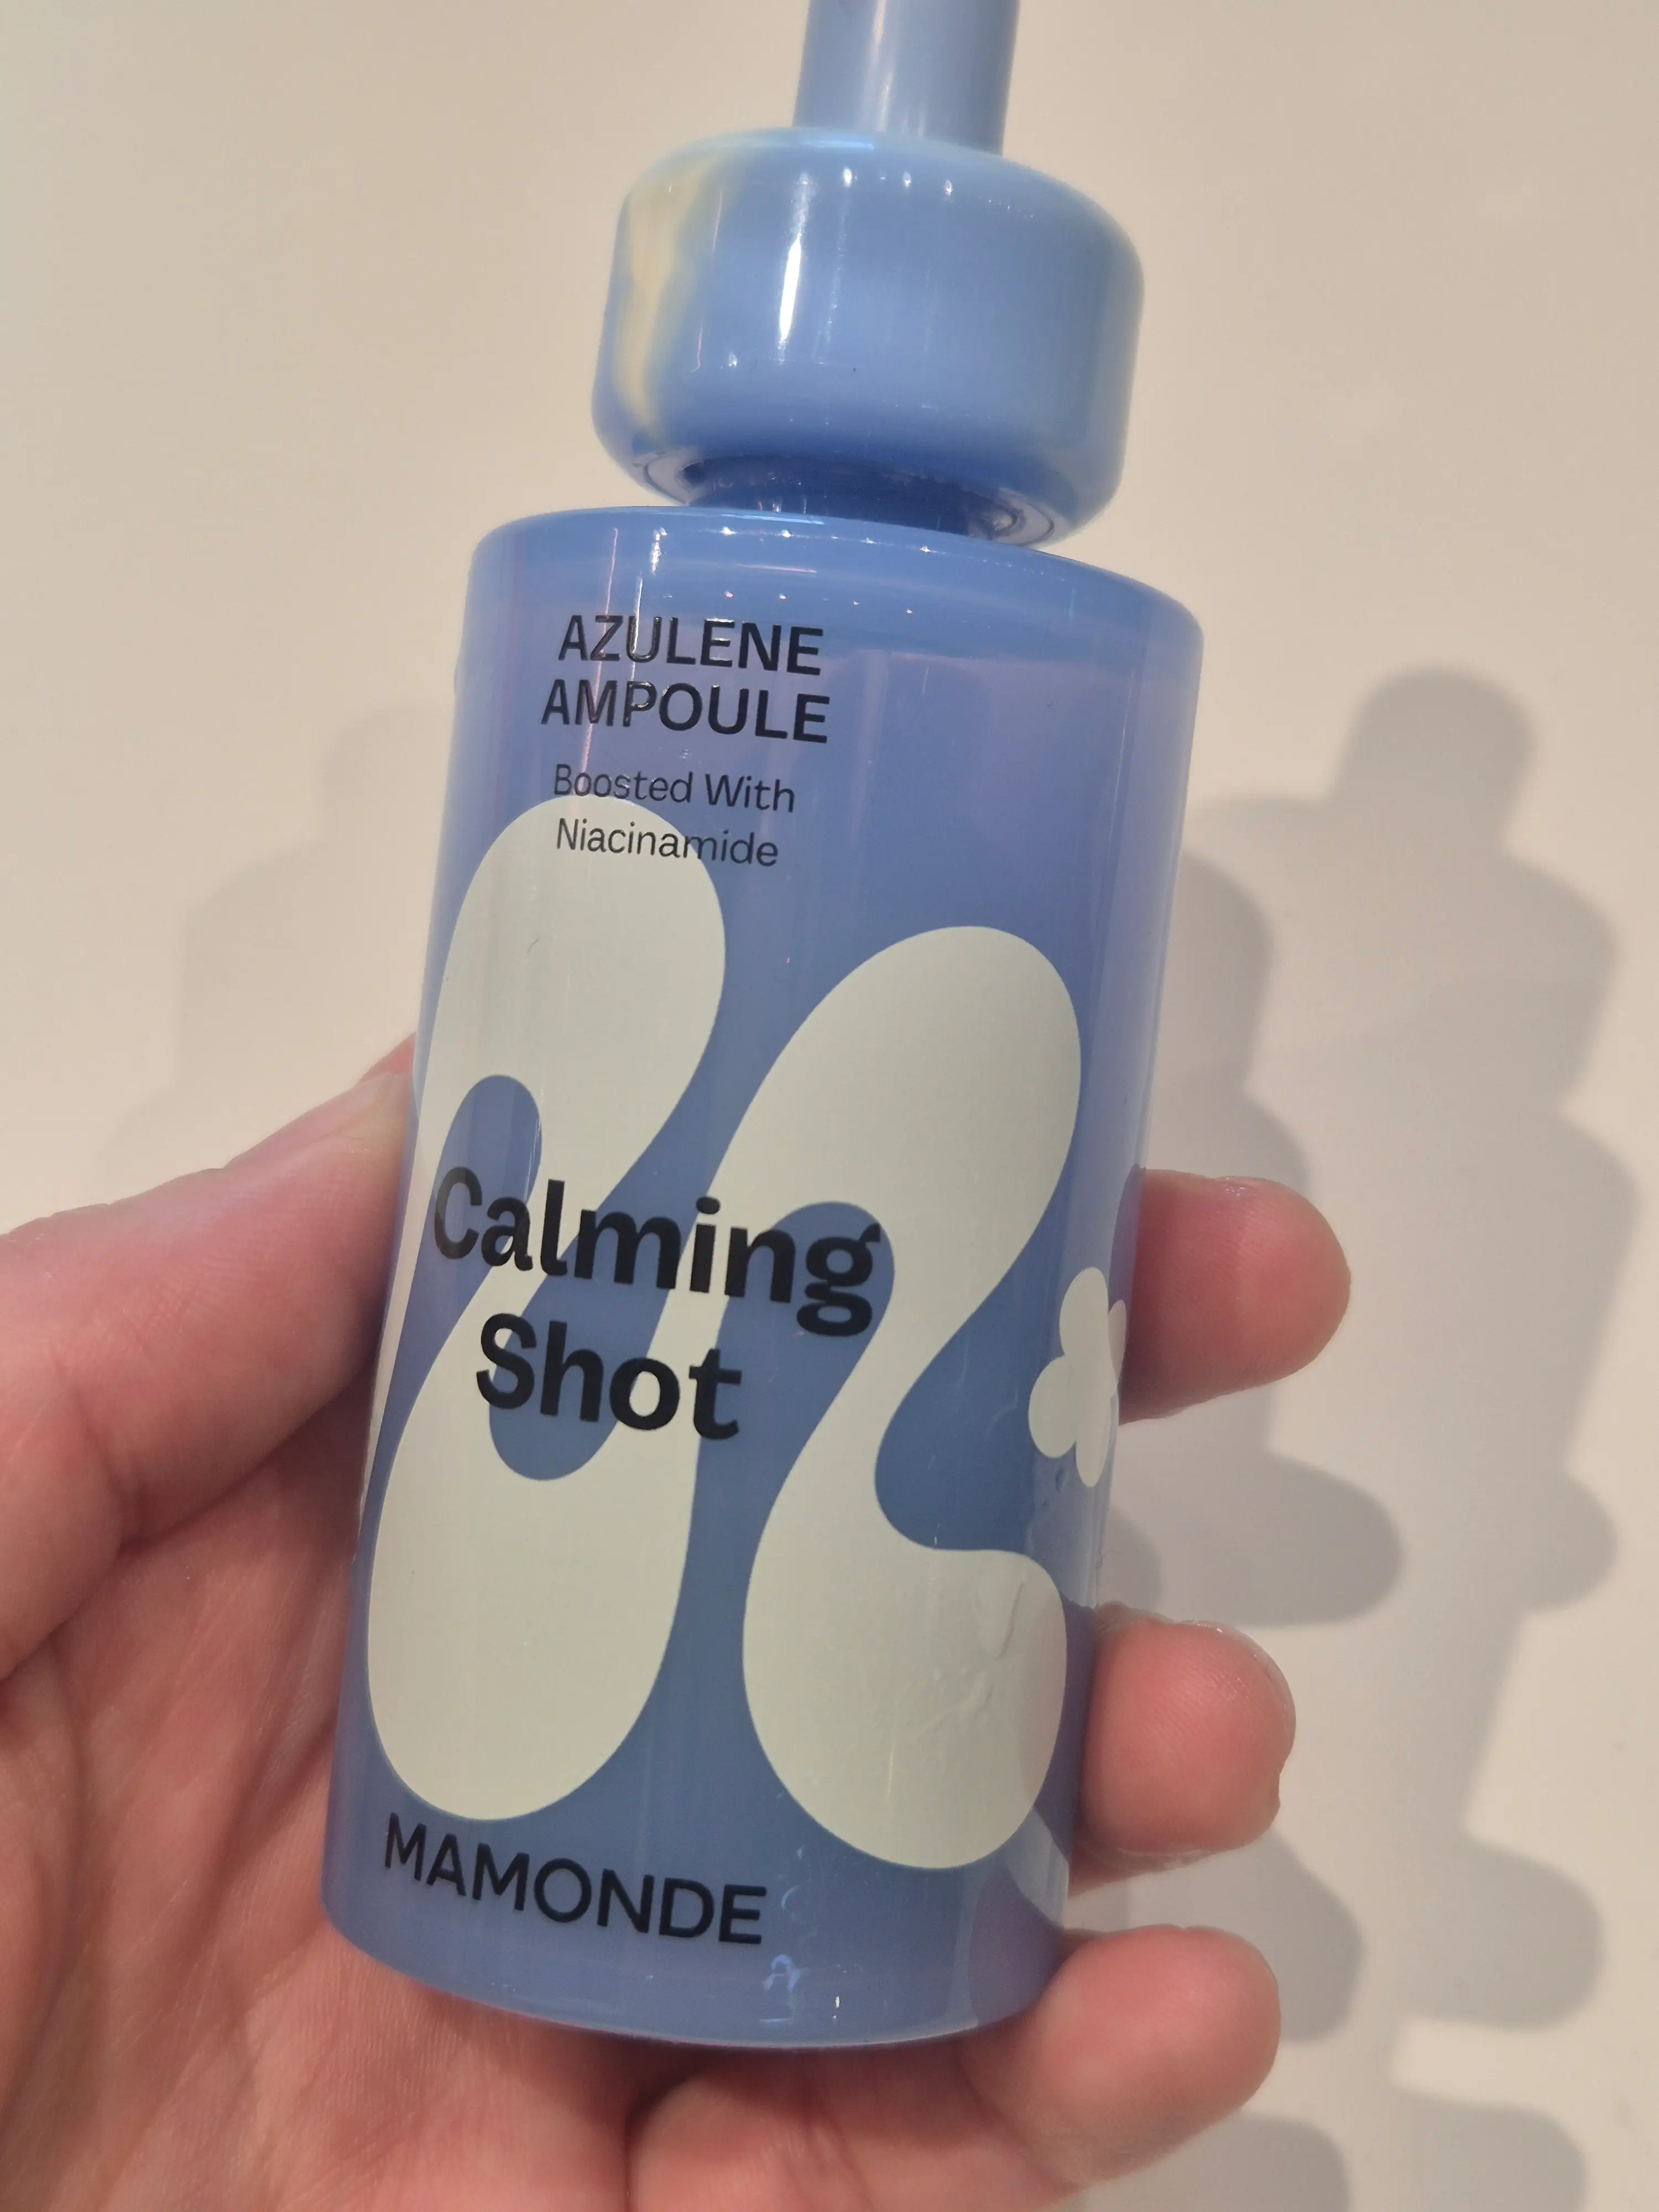 AZULENE
AMPOULE
Boosted With
Niacinamide
Calming
Shot
MAMONDE